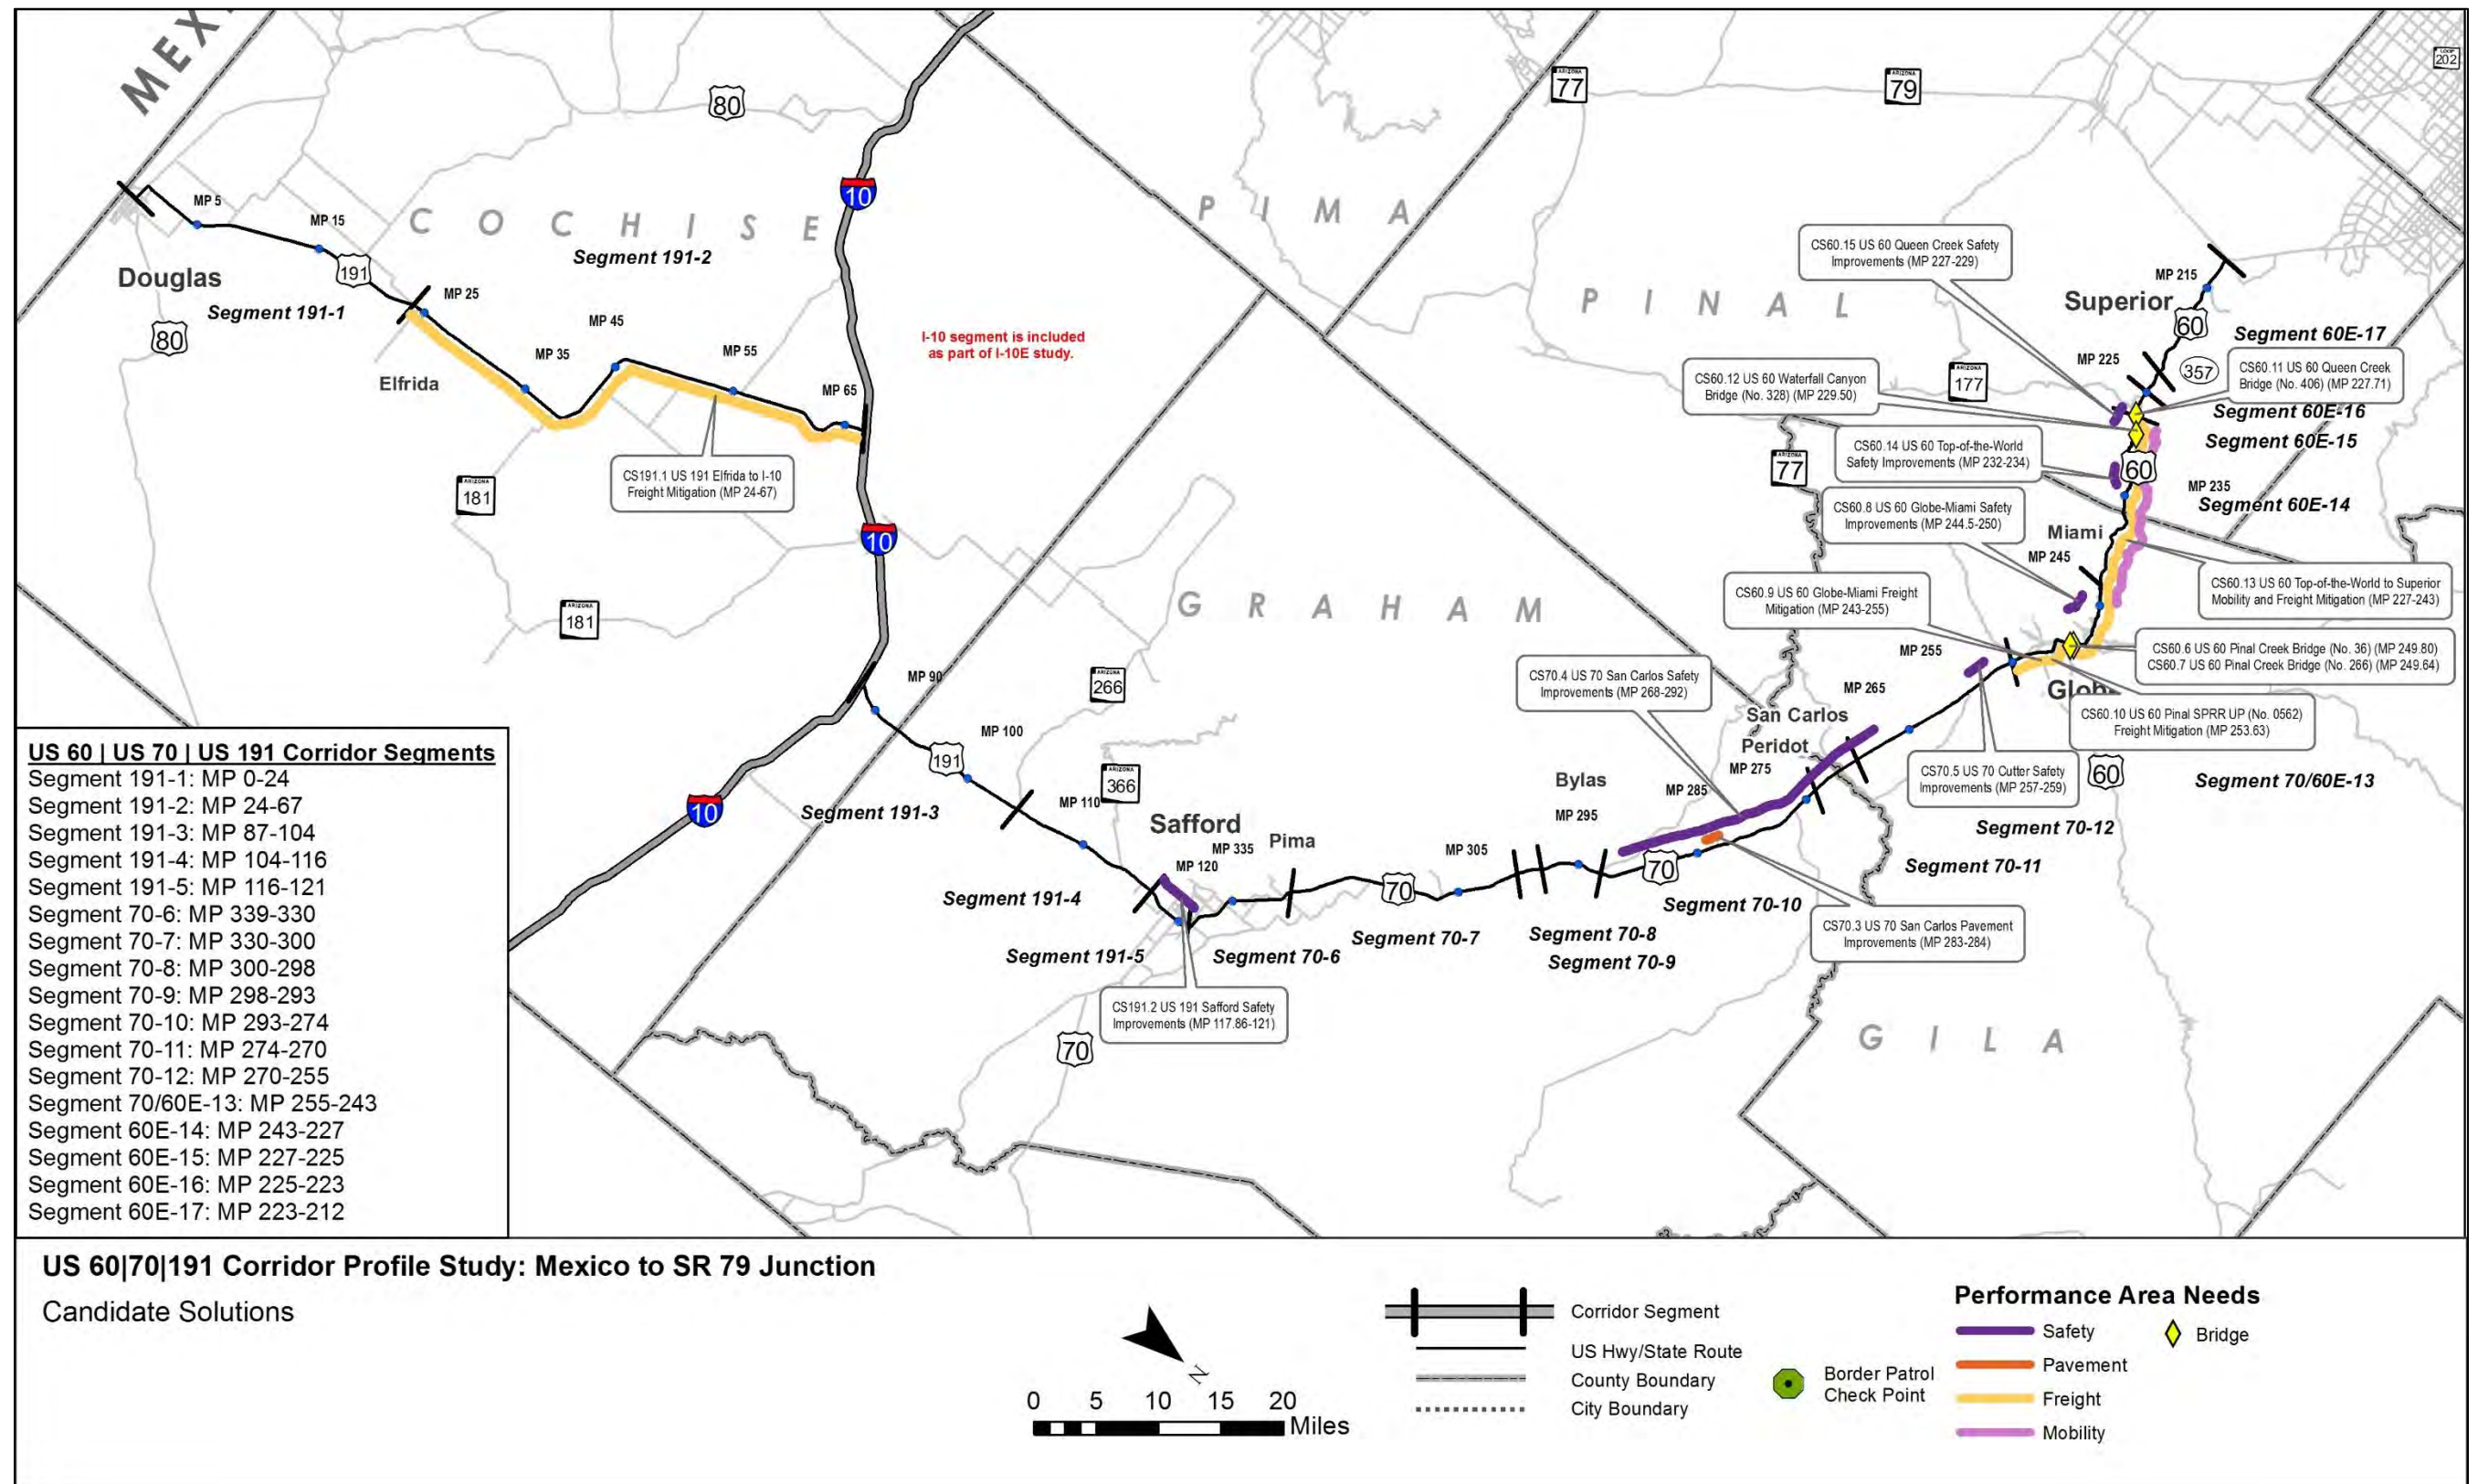 MEX
LOOP
202
ARIZONA
77
ARIZONA
79
80
10
MP 5
MP 15
C O C H I S E
P I M A
191
Segment 191-2
Douglas
Segment 191-1
MP 25
80
MP 45
MP 35
MP 55
Elfrida
MP 65
I-10 segment is included
as part of I-10E study.
CS191.1 US 191 Elfrida to I-10
Freight Mitigation (MP 24-67)
ARIZONA
181
10
ARIZONA
181
CS60.15 US 60 Queen Creek Safety
Improvements (MP 227-229)
P I N A L
MP 215
Superior
60
Segment 60E-17
MP 225
357
CS60.11 US 60 Queen Creek
Bridge (No. 406) (MP 227.71)
CS60.12 US 60 Waterfall Canyon
Bridge (No. 328) (MP 229.50)
ARIZONA
177
Segment 60E-16
Segment 60E-15
CS60.14 US 60 Top-of-the-World
Safety Improvements (MP 232-234)
ARIZONA
77
60
MP 235
Segment 60E-14
CS60.8 US 60 Globe-Miami Safety
Improvements (MP 244.5-250)
Miami
MP 245
CS60.13 US 60 Top-of-the-World to Superior
Mobility and Freight Mitigation (MP 227-243)
CS60.9 US 60 Globe-Miami Freight
Mitigation (MP 243-255)
G R A H A M
CS60.6 US 60 Pinal Creek Bridge (No. 36) (MP 249.80)
CS60.7 US 60 Pinal Creek Bridge (No. 266) (MP 249.64)
MP 255
CS70.4 US 70 San Carlos Safety
Improvements (MP 268-292)
MP 265
Globe
CS60.10 US 60 Pinal SPRR UP (No. 0562)
Freight Mitigation (MP 253.63)
MP 90
ARIZONA
266
San Carlos
Peridot
MP 275
MP 100
191
ARIZONA
366
CS70.5 US 70 Cutter Safety
Improvements (MP 257-259)
60
Segment 70/60E-13
Bylas
MP 285
MP 110
MP 295
10
Segment 191-3
Safford
MP 335
Pima
MP 305
MP 120
Segment 70-12
Segment 70-11
70
70
Segment 191-4
Segment 70-10
CS70.3 US 70 San Carlos Pavement
Improvements (MP 283-284)
Segment 191-5
Segment 70-6
Segment 70-7
Segment 70-8
Segment 70-9
CS191.2 US 191 Safford Safety
Improvements (MP 117.86-121)
70
G I L A
US 60 | US 70 | US 191 Corridor Segments
Segment 191-1: MP 0-24
Segment 191-2: MP 24-67
Segment 191-3: MP 87-104
Segment 191-4: MP 104-116
Segment 191-5: MP 116-121
Segment 70-6: MP 339-330
Segment 70-7: MP 330-300
Segment 70-8: MP 300-298
Segment 70-9: MP 298-293
Segment 70-10: MP 293-274
Segment 70-11: MP 274-270
Segment 70-12: MP 270-255
Segment 70/60E-13: MP 255-243
Segment 60E-14: MP 243-227
Segment 60E-15: MP 227-225
Segment 60E-16: MP 225-223
Segment 60E-17: MP 223-212
US 60|70|191 Corridor Profile Study: Mexico to SR 79 Junction
Candidate Solutions
N
0 5 10 15 20
Miles
Corridor Segment
US Hwy/State Route
County Boundary
City Boundary
Border Patrol
Check Point
Performance Area Needs
Safety
Pavement
Freight
Mobility
Bridge